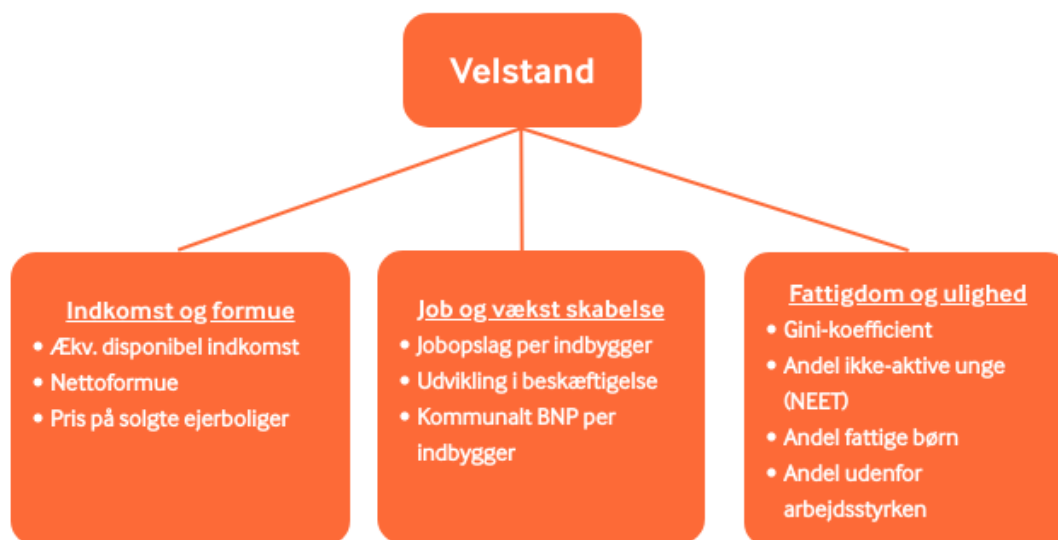 Velstand
Indkomst og formue
• Ækv. disponibel indkomst
• Nettoformue
• Pris på solgte ejerboliger
Job og vækst skabelse
• Jobopslag per indbygger
• Udvikling i beskæftigelse
• Kommunalt BNP per
indbygger
Fattigdom og ulighed
• Gini-koefficient
• Andel ikke-aktive unge
(NEET)
• Andel fattige børn
• Andel udenfor
arbejdsstyrken